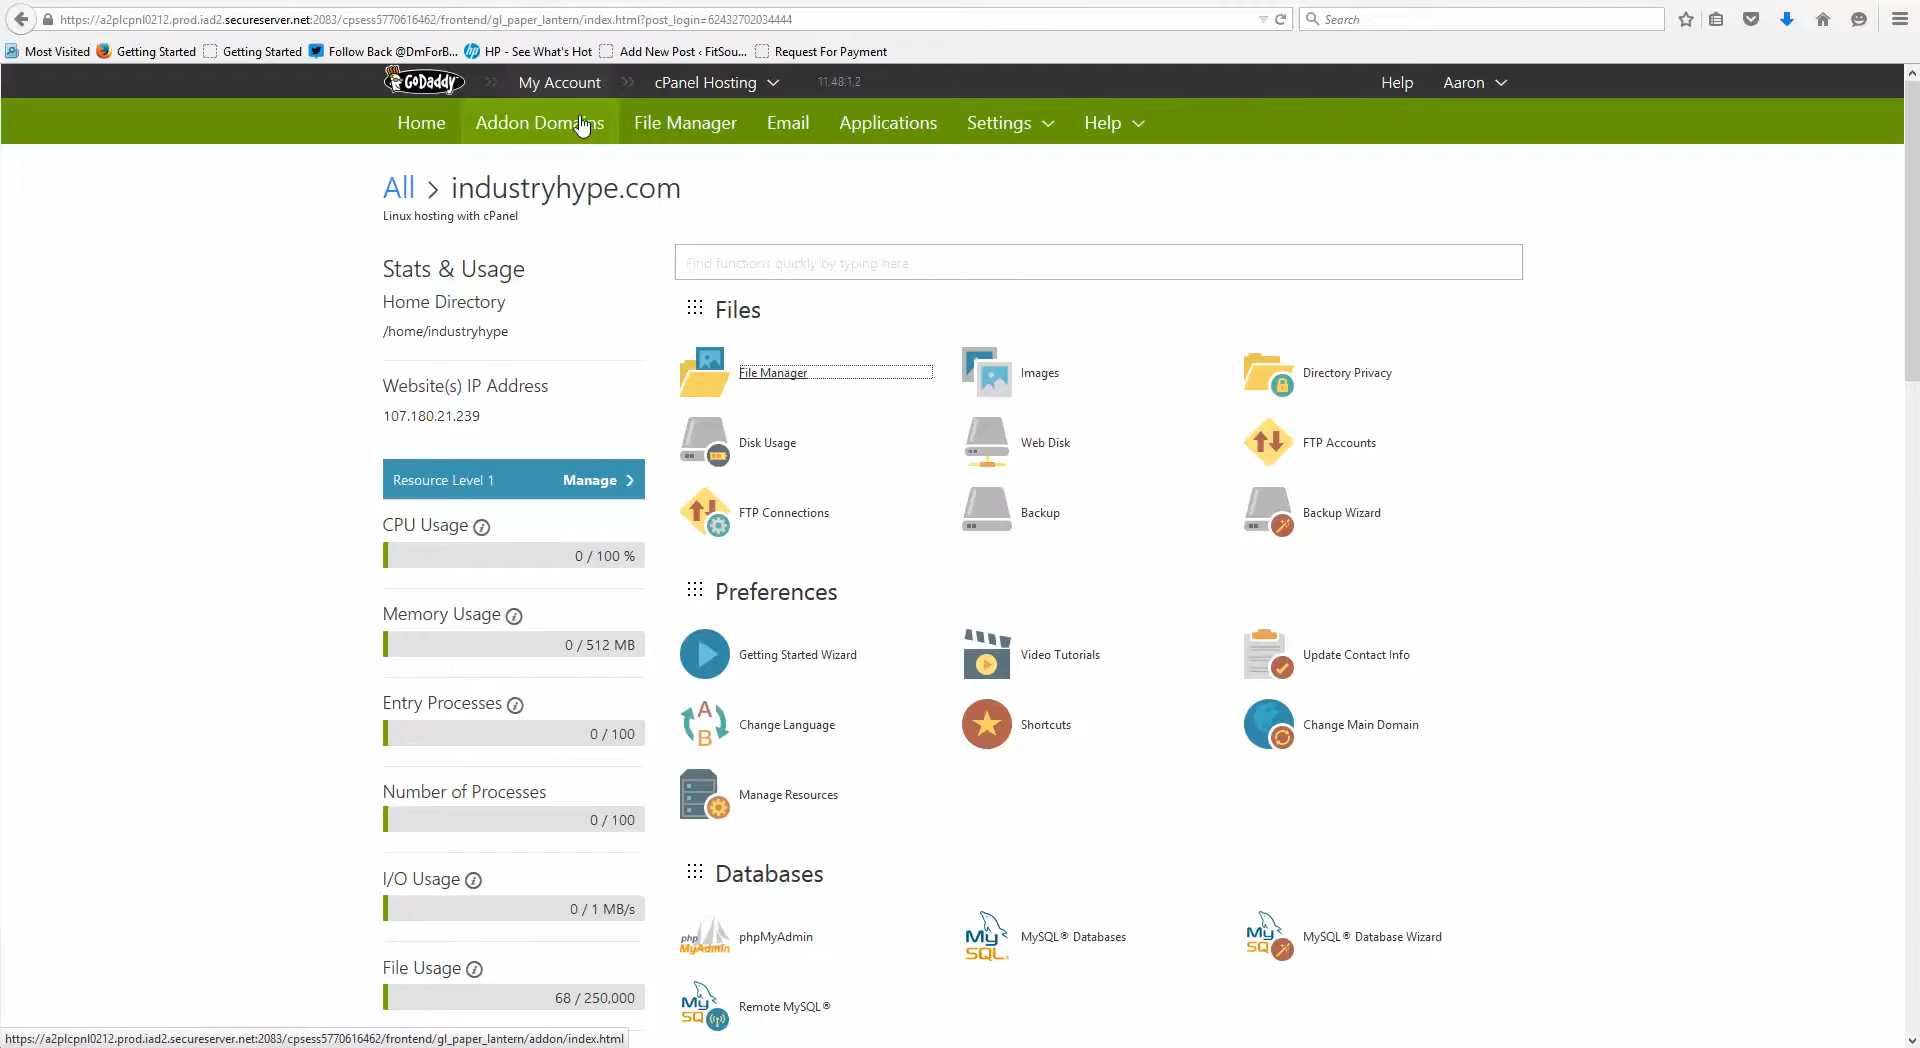 https://a2plcpnl0212.prod.iad2.secureserver.net:2083/cpsess5770616462/frontend/gl_paper_lantern/index.html?post_login=62432702034444
Search
Most Visited Getting Started Getting Started Follow Back @DmForB... HP - See What's Hot Add New Post ‹ FitSou... Request For Payment
GoDaddy My Account cPanel Hosting 11.48.1.2 Help Aaron
Home Addon Domains File Manager Email Applications Settings Help
All > industryhype.com
Linux hosting with cPanel
Stats & Usage
Home Directory
/home/industryhype
Website(s) IP Address
107.180.21.239
Resource Level 1 Manage
CPU Usage
0 / 100 %
Memory Usage
0 / 512 MB
Entry Processes
0 / 100
Number of Processes
0 / 100
I/O Usage
0 / 1 MB/s
File Usage
68 / 250,000
Find functions quickly by typing here
Files
File Manager Images Directory Privacy
Disk Usage Web Disk FTP Accounts
FTP Connections Backup Backup Wizard
Preferences
Getting Started Wizard Video Tutorials Update Contact Info
A
B
Change Language Shortcuts Change Main Domain
Manage Resources
Databases
php MyAdmin phpMyAdmin My SQL MySQL® Databases My SQ MySQL® Database Wizard
My SQ Remote MySQL®
https://a2plcpnl0212.prod.iad2.secureserver.net:2083/cpsess5770616462/frontend/gl_paper_lantern/addon/index.html